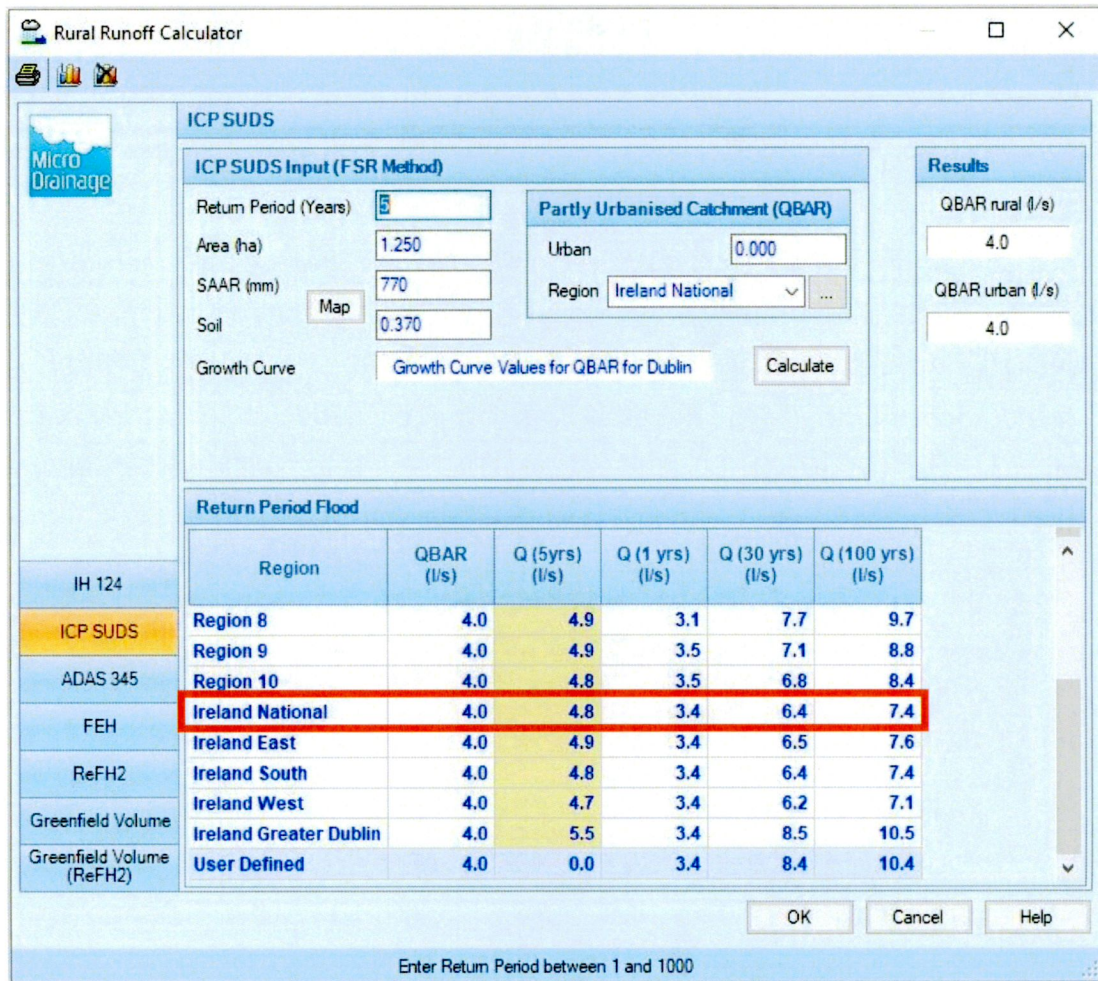 Rural Runoff Calculator
Micro
Drainage
ICP SUDS
ICP SUDS Input (FSR Method)
Return Period (Years) 5
Area (ha) 1.250
SAAR (mm) 770
Map
Soil 0.370
Growth Curve Growth Curve Values for QBAR for Dublin
Calculate
Partly Urbanised Catchment (QBAR)
Urban 0.000
Region Ireland National ...
Results
QBAR rural (l/s)
4.0
QBAR urban (l/s)
4.0
IH 124
ICP SUDS
ADAS 345
FEH
ReFH2
Greenfield Volume
Greenfield Volume
(ReFH2)
Return Period Flood
Region QBAR (l/s) Q (5yrs) (l/s) Q (1 yrs) (l/s) Q (30 yrs) (l/s) Q (100 yrs) (l/s)
Region 8 4.0 4.9 3.1 7.7 9.7
Region 9 4.0 4.9 3.5 7.1 8.8
Region 10 4.0 4.8 3.5 6.8 8.4
Ireland National 4.0 4.8 3.4 6.4 7.4
Ireland East 4.0 4.9 3.4 6.5 7.6
Ireland South 4.0 4.8 3.4 6.4 7.4
Ireland West 4.0 4.7 3.4 6.2 7.1
Ireland Greater Dublin 4.0 5.5 3.4 8.5 10.5
User Defined 4.0 0.0 3.4 8.4 10.4
OK Cancel Help
Enter Return Period between 1 and 1000